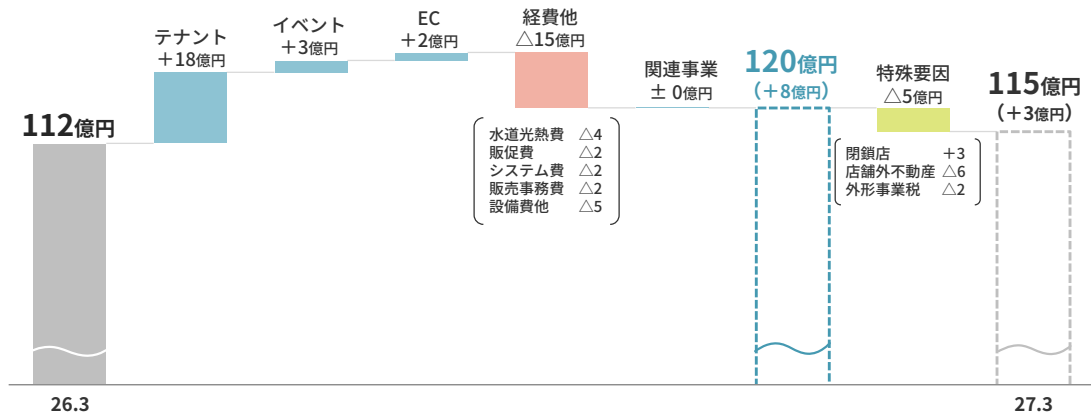 テナント
＋18億円
イベント
＋3億円
EC
＋2億円
経費他
△15億円
関連事業
± 0億円
120億円
（＋8億円）
特殊要因
△5億円
115億円
（＋3億円）
112億円
水道光熱費 △4
販促費 △2
システム費 △2
販売事務費 △2
設備費他 △5
閉鎖店 ＋3
店舗外不動産 △6
外形事業税 △2
26.3
27.3